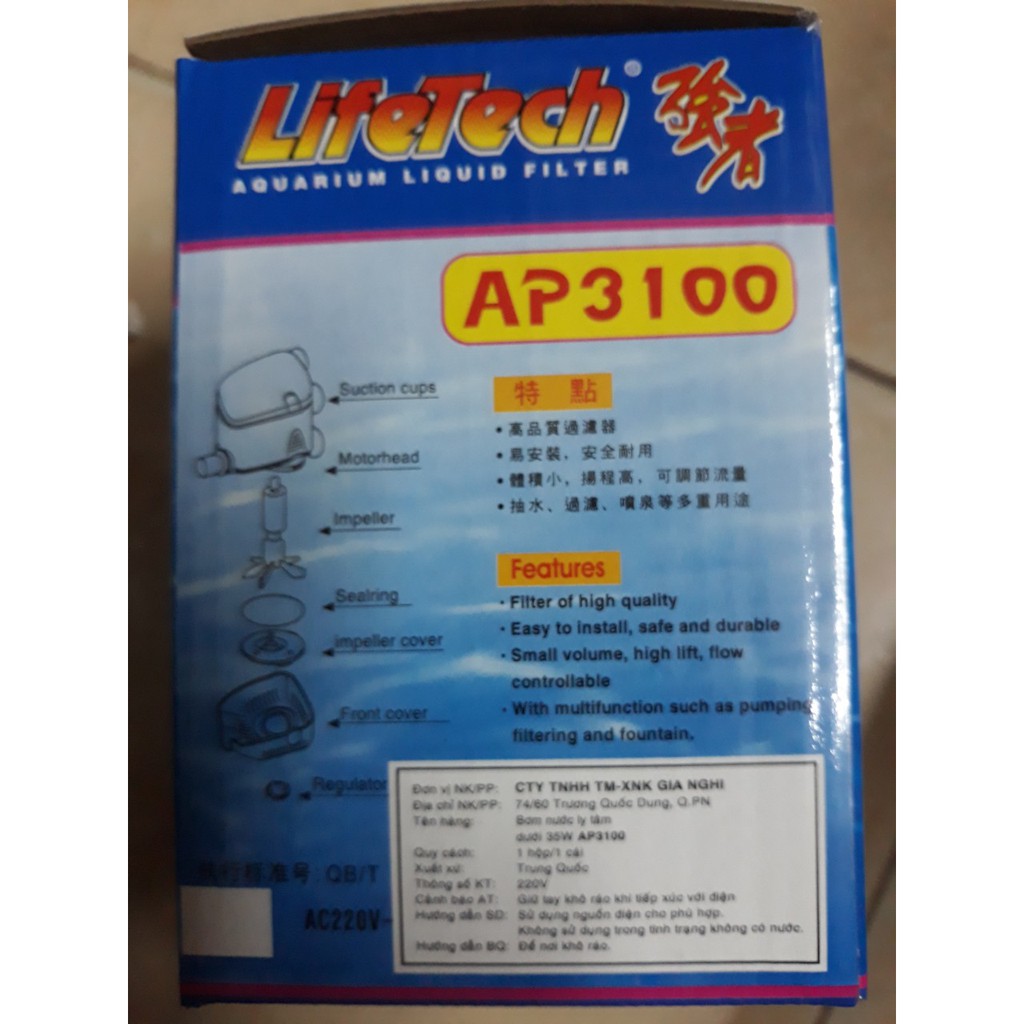 LifeTech® 強者
AQUARIUM LIQUID FILTER
AP3100
Suction cups
Motorhead
Impeller
Sealring
impeller cover
Front cover
Regulator
特 點
• 高品質過濾器
• 易安裝, 安全耐用
• 體積小, 揚程高, 可調節流量
• 抽水、過濾、噴泉等多重用途
Features
· Filter of high quality
· Easy to install, safe and durable
· Small volume, high lift, flow
controllable
· With multifunction such as pumping
filtering and fountain.
Đơn vị NK/PP: CTY TNHH TM-XNK GIA NGHI
Địa chỉ NK/PP: 74/60 Trương Quốc Dung, Q.PN
Tên hàng: Bơm nước ly tâm
dưới 35W AP3100
Quy cách: 1 hộp/1 cái
Xuất xứ: Trung Quốc
Thông số KT: 220V
Cảnh báo AT: Giữ tay khô ráo khi tiếp xúc với điện
Hướng dẫn SD: Sử dụng nguồn điện cho phù hợp.
Không sử dụng trong tình trạng không có nước.
Hướng dẫn BQ: Để nơi khô ráo.
行标准号: QB/T
AC220V-